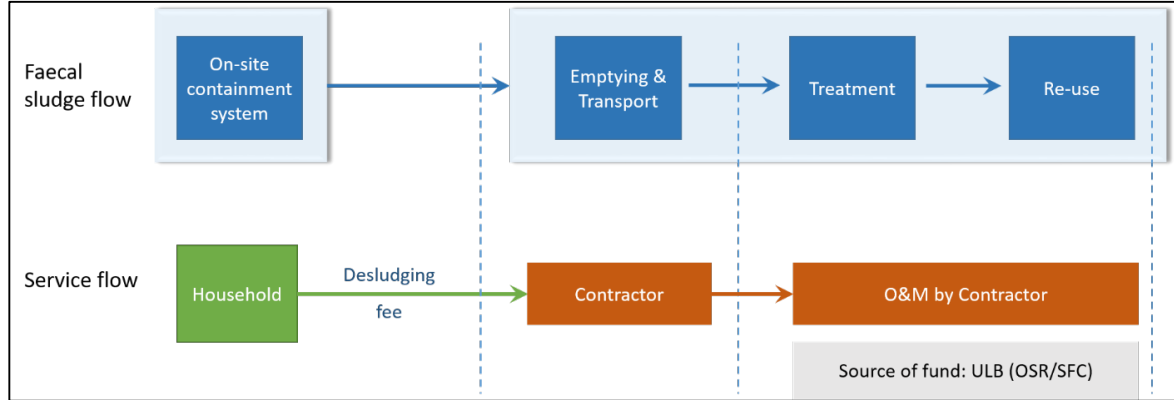 Faecal
sludge flow
On-site
containment
system
Emptying &
Transport
Treatment
Re-use
Service flow
Household
Desludging
fee
Contractor
O&M by Contractor
Source of fund: ULB (OSR/SFC)